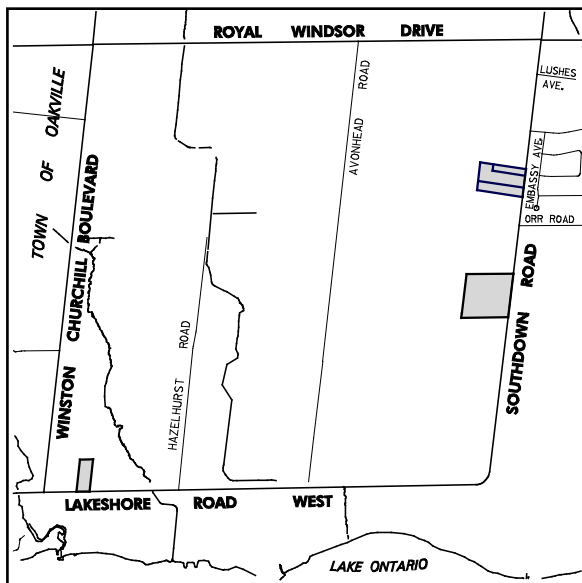 ROYAL WINDSOR DRIVE
TOWN OF OAKVILLE
WINSTON CHURCHILL BOULEVARD
HAZELHURST ROAD
AVONHEAD ROAD
LUSHES
AVE.
EMBASSY AVE.
ORR ROAD
SOUTHDOWN ROAD
LAKESHORE ROAD WEST
LAKE ONTARIO